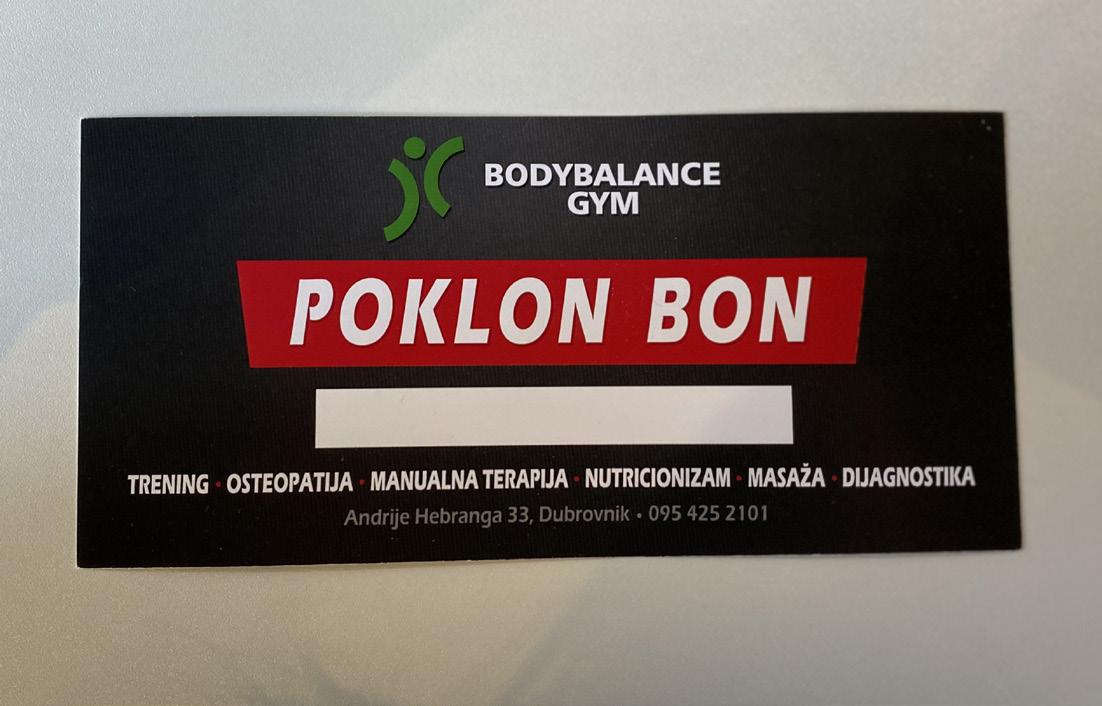 BODYBALANCE
GYM
POKLON BON
TRENING · OSTEOPATIJA · MANUALNA TERAPIJA · NUTRICIONIZAM · MASAŽA · DIJAGNOSTIKA
Andrije Hebranga 33, Dubrovnik · 095 425 2101